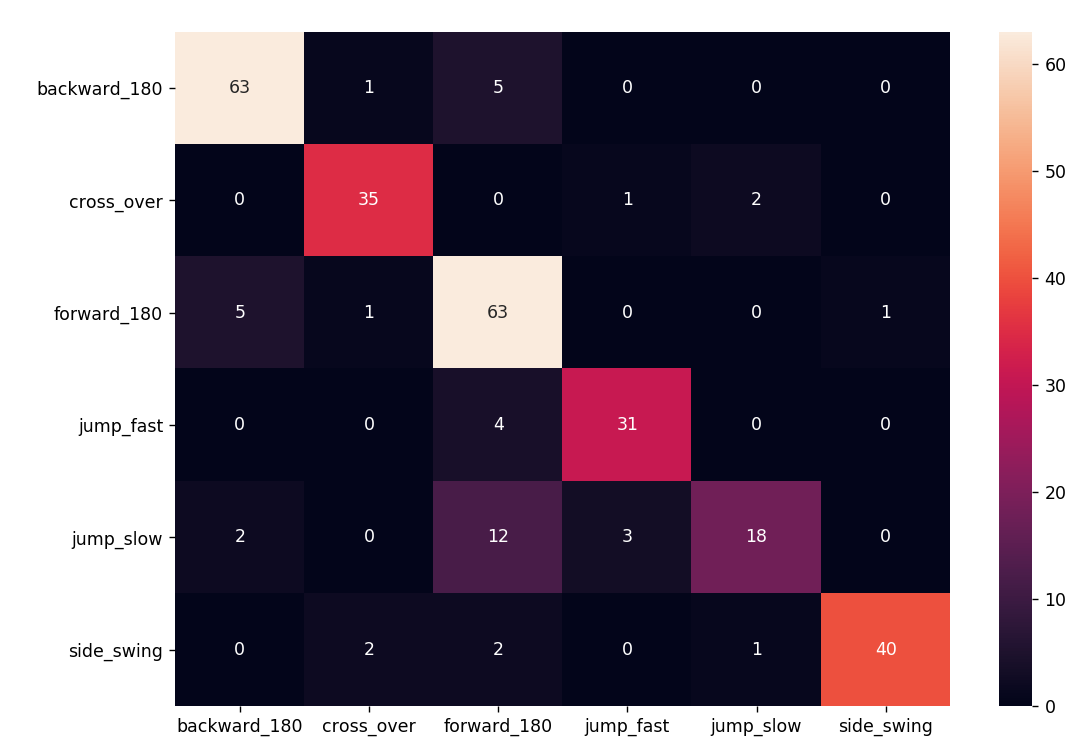 backward_180 63 1 5 0 0 0
cross_over 0 35 0 1 2 0
forward_180 5 1 63 0 0 1
jump_fast 0 0 4 31 0 0
jump_slow 2 0 12 3 18 0
side_swing 0 2 2 0 1 40
backward_180 cross_over forward_180 jump_fast jump_slow side_swing
60
50
40
30
20
10
0